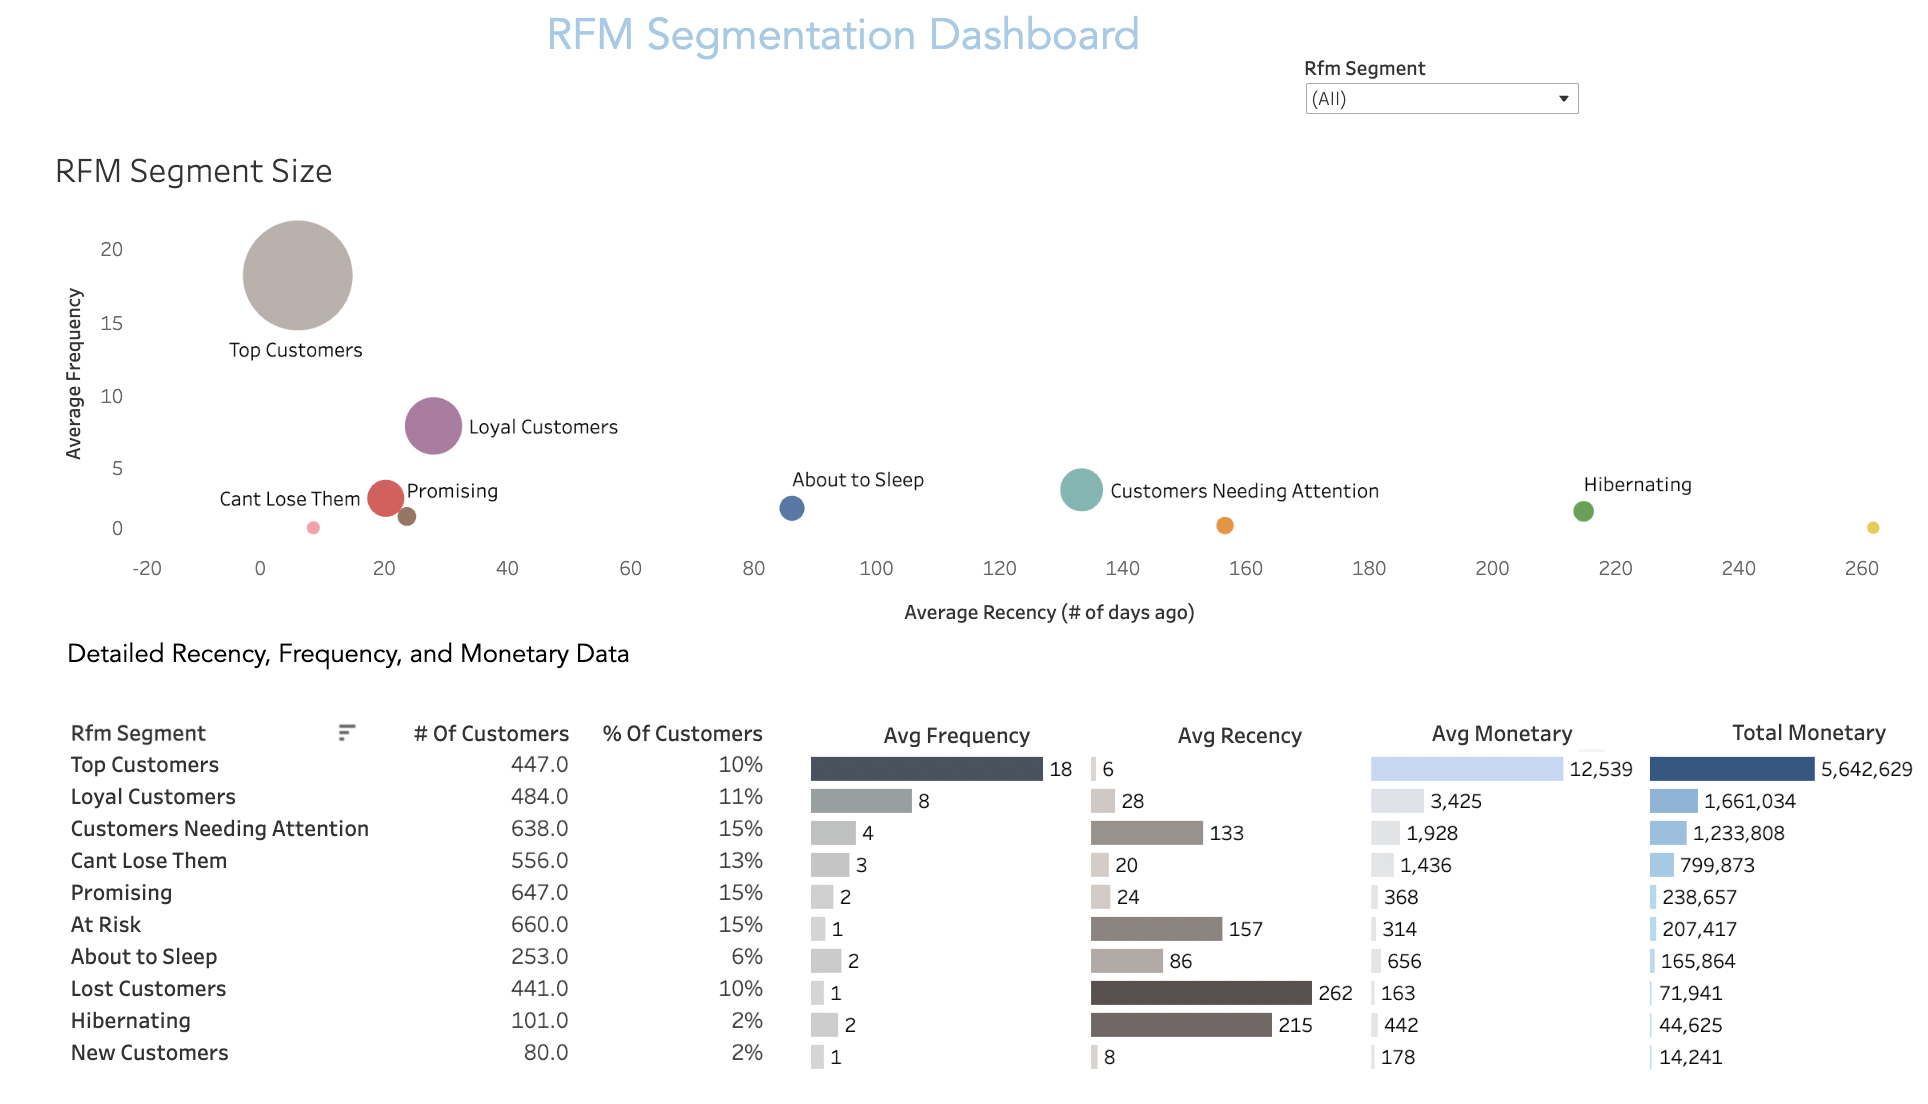 RFM Segmentation Dashboard
Rfm Segment
(All)
RFM Segment Size
Average Frequency
20
15
10
5
0
Top Customers
Loyal Customers
Cant Lose Them
Promising
About to Sleep
Customers Needing Attention
Hibernating
-20 0 20 40 60 80 100 120 140 160 180 200 220 240 260
Average Recency (# of days ago)
Detailed Recency, Frequency, and Monetary Data
Rfm Segment # Of Customers % Of Customers Avg Frequency Avg Recency Avg Monetary Total Monetary
Top Customers 447.0 10% 18 6 12,539 5,642,629
Loyal Customers 484.0 11% 8 28 3,425 1,661,034
Customers Needing Attention 638.0 15% 4 133 1,928 1,233,808
Cant Lose Them 556.0 13% 3 20 1,436 799,873
Promising 647.0 15% 2 24 368 238,657
At Risk 660.0 15% 1 157 314 207,417
About to Sleep 253.0 6% 2 86 656 165,864
Lost Customers 441.0 10% 1 262 163 71,941
Hibernating 101.0 2% 2 215 442 44,625
New Customers 80.0 2% 1 8 178 14,241